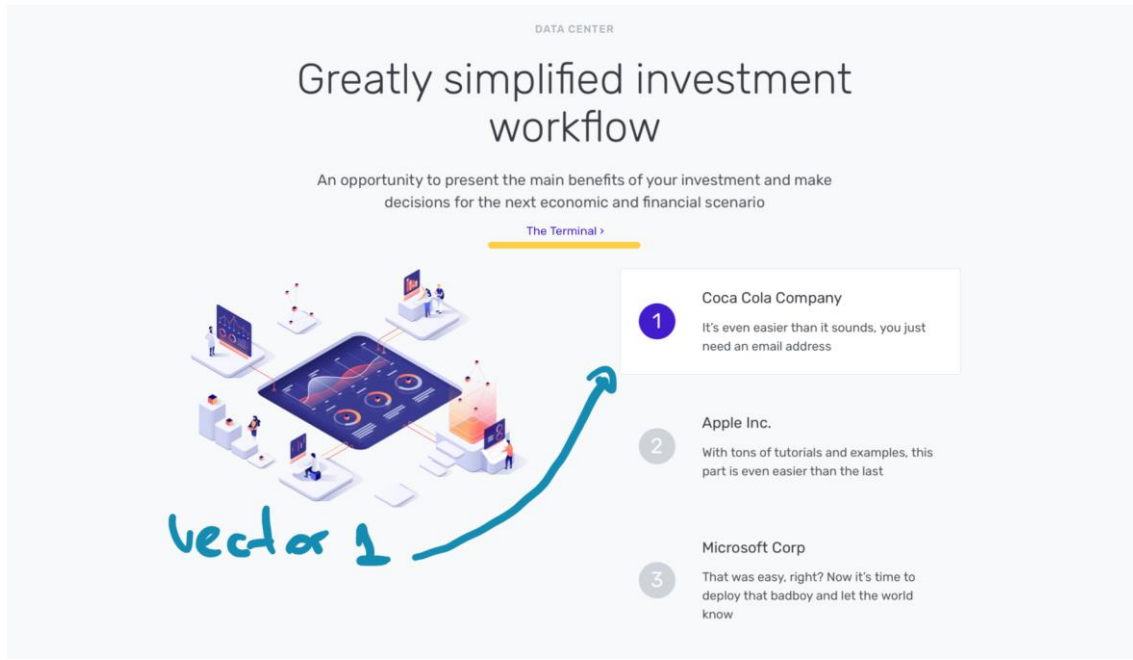 DATA CENTER
Greatly simplified investment
workflow
An opportunity to present the main benefits of your investment and make
decisions for the next economic and financial scenario
The Terminal ›
1
Coca Cola Company
It's even easier than it sounds, you just
need an email address
2
Apple Inc.
With tons of tutorials and examples, this
part is even easier than the last
vector 1
3
Microsoft Corp
That was easy, right? Now it's time to
deploy that badboy and let the world
know